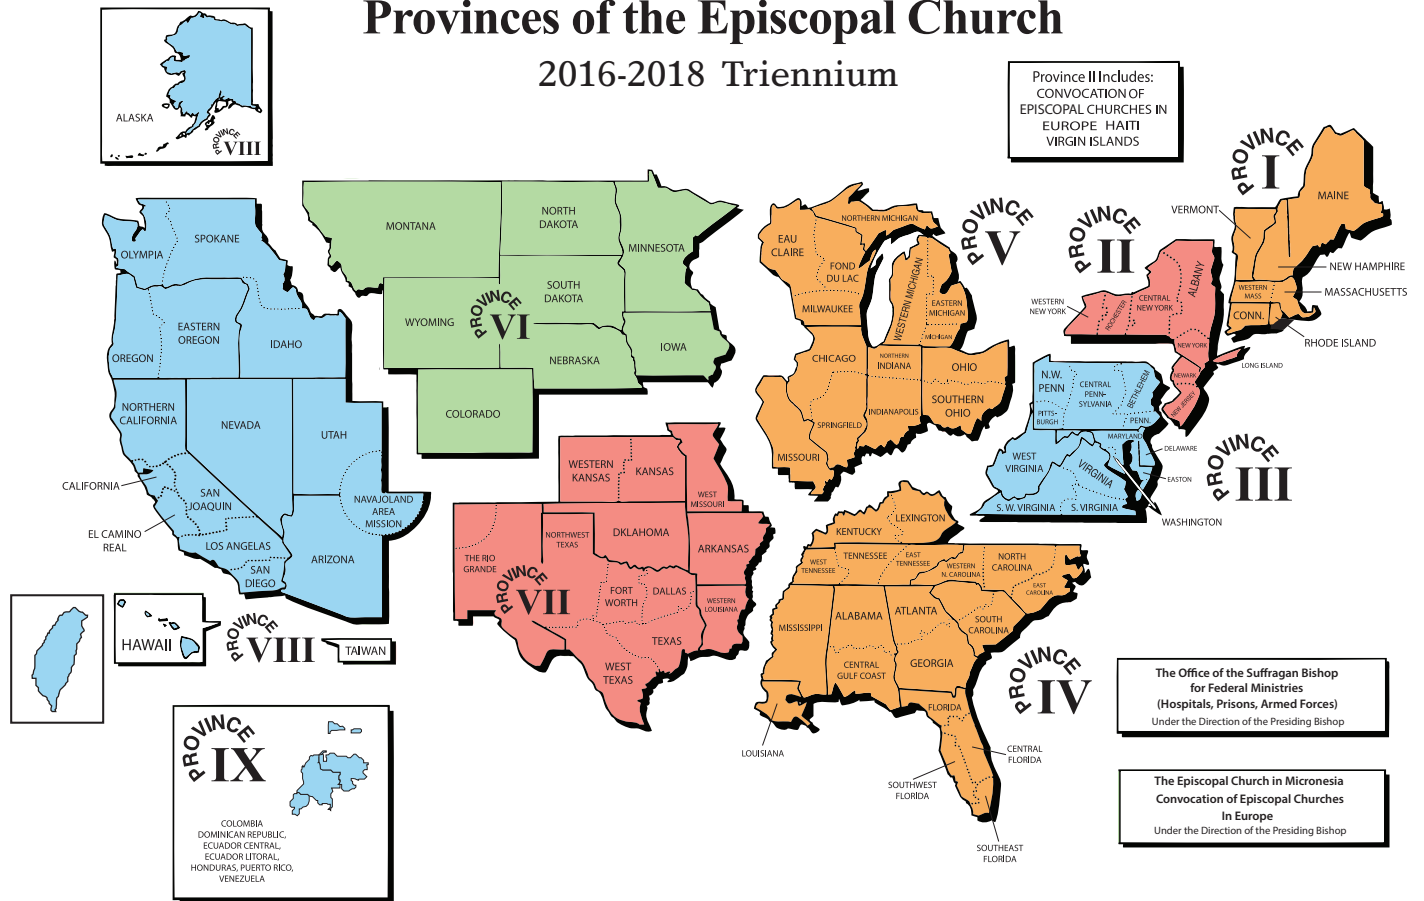 Provinces of the Episcopal Church
2016-2018 Triennium
ALASKA
PROVINCE
VIII
Province II Includes:
CONVOCATION OF
EPISCOPAL CHURCHES IN
EUROPE HAITI
VIRGIN ISLANDS
PROVINCE
I
MAINE
VERMONT
NEW HAMPHIRE
WESTERN
MASS
MASSACHUSETTS
CONN.
RHODE ISLAND
PROVINCE
II
WESTERN
NEW YORK
ROCHESTER
CENTRAL
NEW YORK
ALBANY
NEW YORK
LONG ISLAND
NEWARK
NEW JERSEY
OLYMPIA
SPOKANE
OREGON
EASTERN
OREGON
IDAHO
NORTHERN
CALIFORNIA
NEVADA
UTAH
CALIFORNIA
SAN
JOAQUIN
EL CAMINO
REAL
LOS ANGELAS
SAN
DIEGO
NAVAJOLAND
AREA
MISSION
ARIZONA
HAWAII
PROVINCE
VIII
TAIWAN
MONTANA
NORTH
DAKOTA
MINNESOTA
WYOMING
SOUTH
DAKOTA
PROVINCE
VI
NEBRASKA
IOWA
COLORADO
PROVINCE
V
NORTHERN MICHIGAN
EAU
CLAIRE
FOND
DU LAC
MILWAUKEE
WESTERN MICHIGAN
EASTERN
MICHIGAN
MICHIGAN
CHICAGO
NORTHERN
INDIANA
OHIO
SOUTHERN
OHIO
INDIANAPOLIS
SPRINGFIELD
MISSOURI
N.W.
PENN
CENTRAL
PENN-
SYLVANIA
BETHLEHEM
PITTS-
BURGH
PENN.
MARYLAND
DELAWARE
EASTON
WEST
VIRGINIA
VIRGINIA
S. W. VIRGINIA
S. VIRGINIA
WASHINGTON
PROVINCE
III
WESTERN
KANSAS
KANSAS
WEST
MISSOURI
THE RIO
GRANDE
NORTHWEST
TEXAS
DKLAHOMA
ARKANSAS
PROVINCE
VII
FORT
WORTH
DALLAS
WESTERN
LOUISIANA
TEXAS
WEST
TEXAS
KENTUCKY
LEXINGTON
WEST
TENNESSEE
TENNESSEE
EAST
TENNESSEE
WESTERN
N. CAROLINA
NORTH
CAROLINA
EAST
CAROLINA
MISSISSIPPI
ALABAMA
ATLANTA
SOUTH
CAROLINA
CENTRAL
GULF COAST
GEORGIA
FLORIDA
LOUISIANA
CENTRAL
FLORIDA
SOUTHWEST
FLORIDA
SOUTHEAST
FLORIDA
PROVINCE
IV
PROVINCE
IX
COLOMBIA
DOMINICAN REPUBLIC,
ECUADOR CENTRAL,
ECUADOR LITORAL,
HONDURAS, PUERTO RICO,
VENEZUELA
The Office of the Suffragan Bishop
for Federal Ministries
(Hospitals, Prisons, Armed Forces)
Under the Direction of the Presiding Bishop
The Episcopal Church in Micronesia
Convocation of Episcopal Churches
In Europe
Under the Direction of the Presiding Bishop